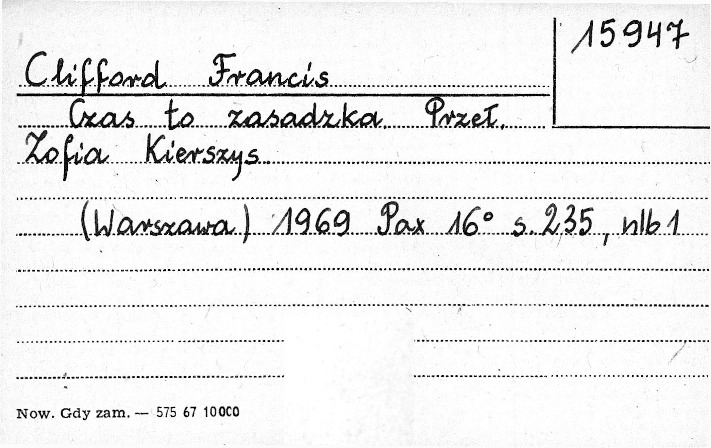 15947
Clifford Francis
Czas to zasadzka. Przeł.
Zofia Kierszys.
(Warszawa) 1969 Pax 16° s.235, nlb 1
Now. Gdy zam. — 575 67 10000